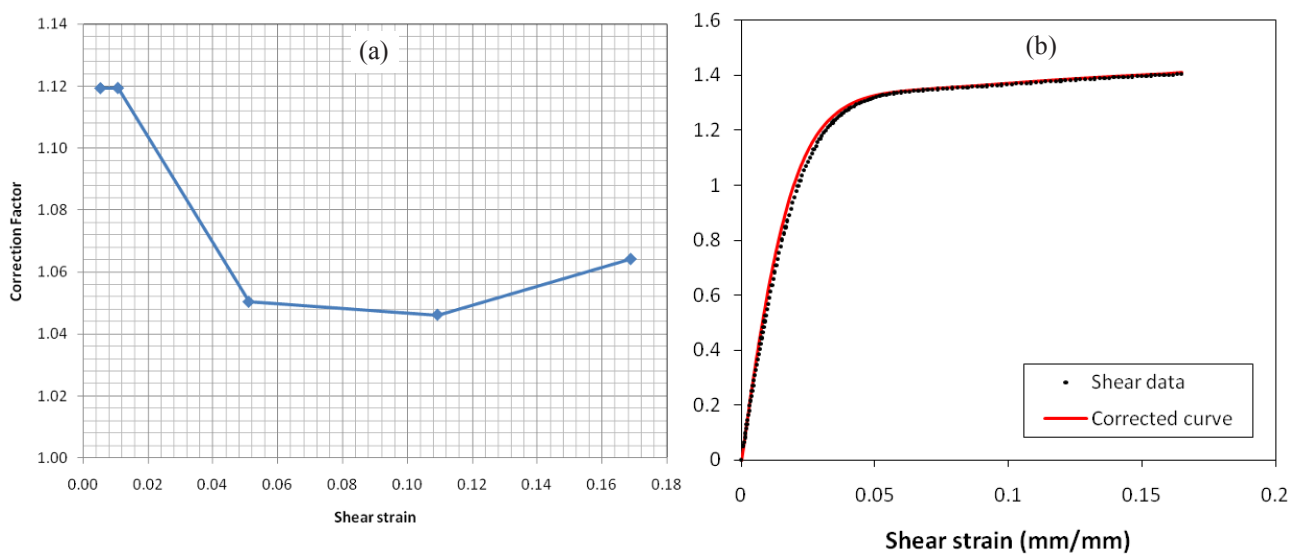 (a)
1.14
1.12
1.10
1.08
1.06
1.04
1.02
1.00
Correction Factor
0.00 0.02 0.04 0.06 0.08 0.10 0.12 0.14 0.16 0.18
Shear strain
(b)
1.6
1.4
1.2
1
0.8
0.6
0.4
0.2
0
Shear data
Corrected curve
0 0.05 0.1 0.15 0.2
Shear strain (mm/mm)